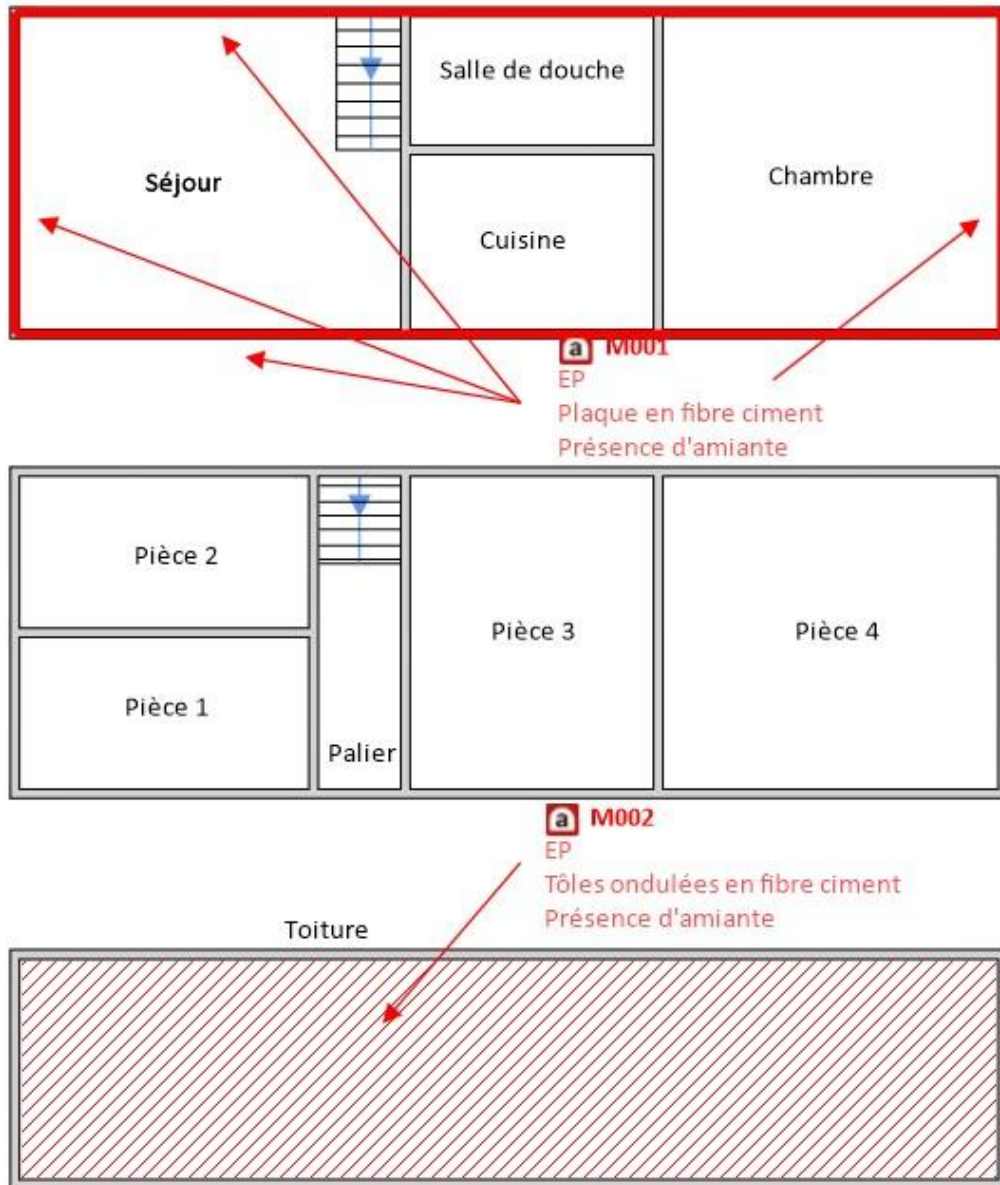 Salle de douche
Séjour
Chambre
Cuisine
a M001
EP
Plaque en fibre ciment
Présence d'amiante
Pièce 2
Pièce 3
Pièce 4
Pièce 1
Palier
a M002
EP
Tôles ondulées en fibre ciment
Présence d'amiante
Toiture